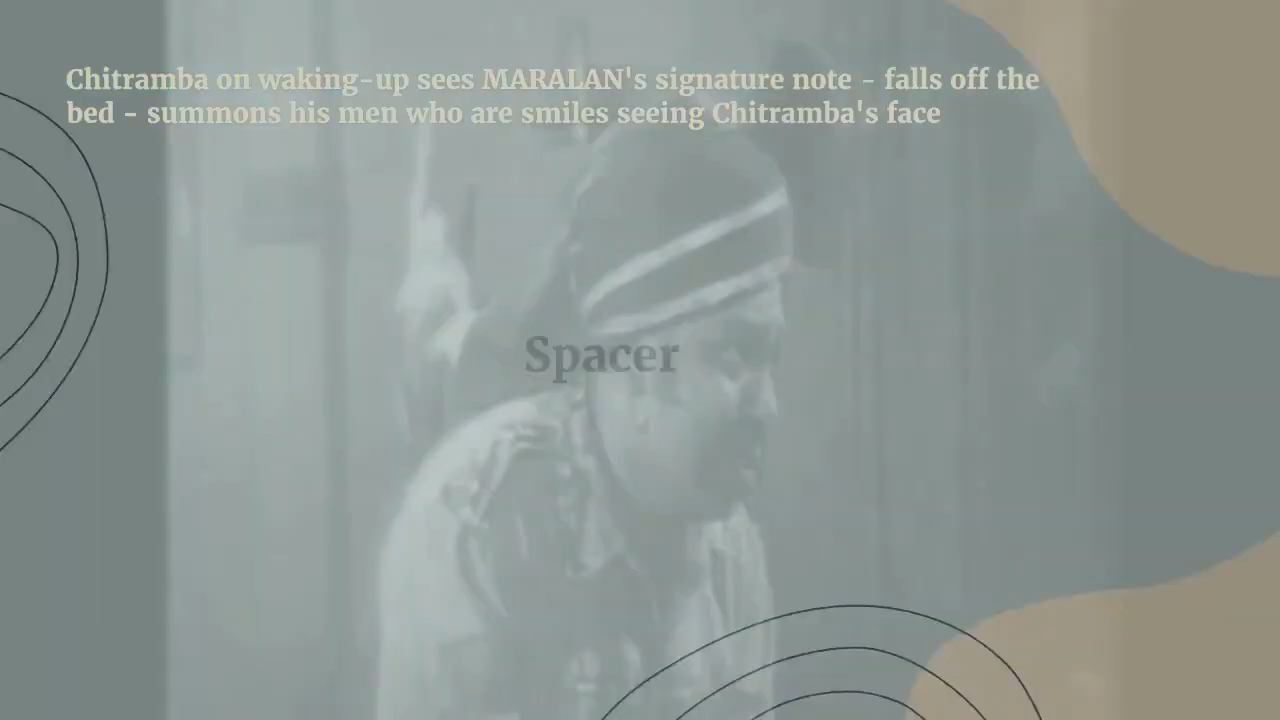 Chitramba on waking-up sees MARALAN's signature note - falls off the
bed - summons his men who are smiles seeing Chitramba's face
Spacer